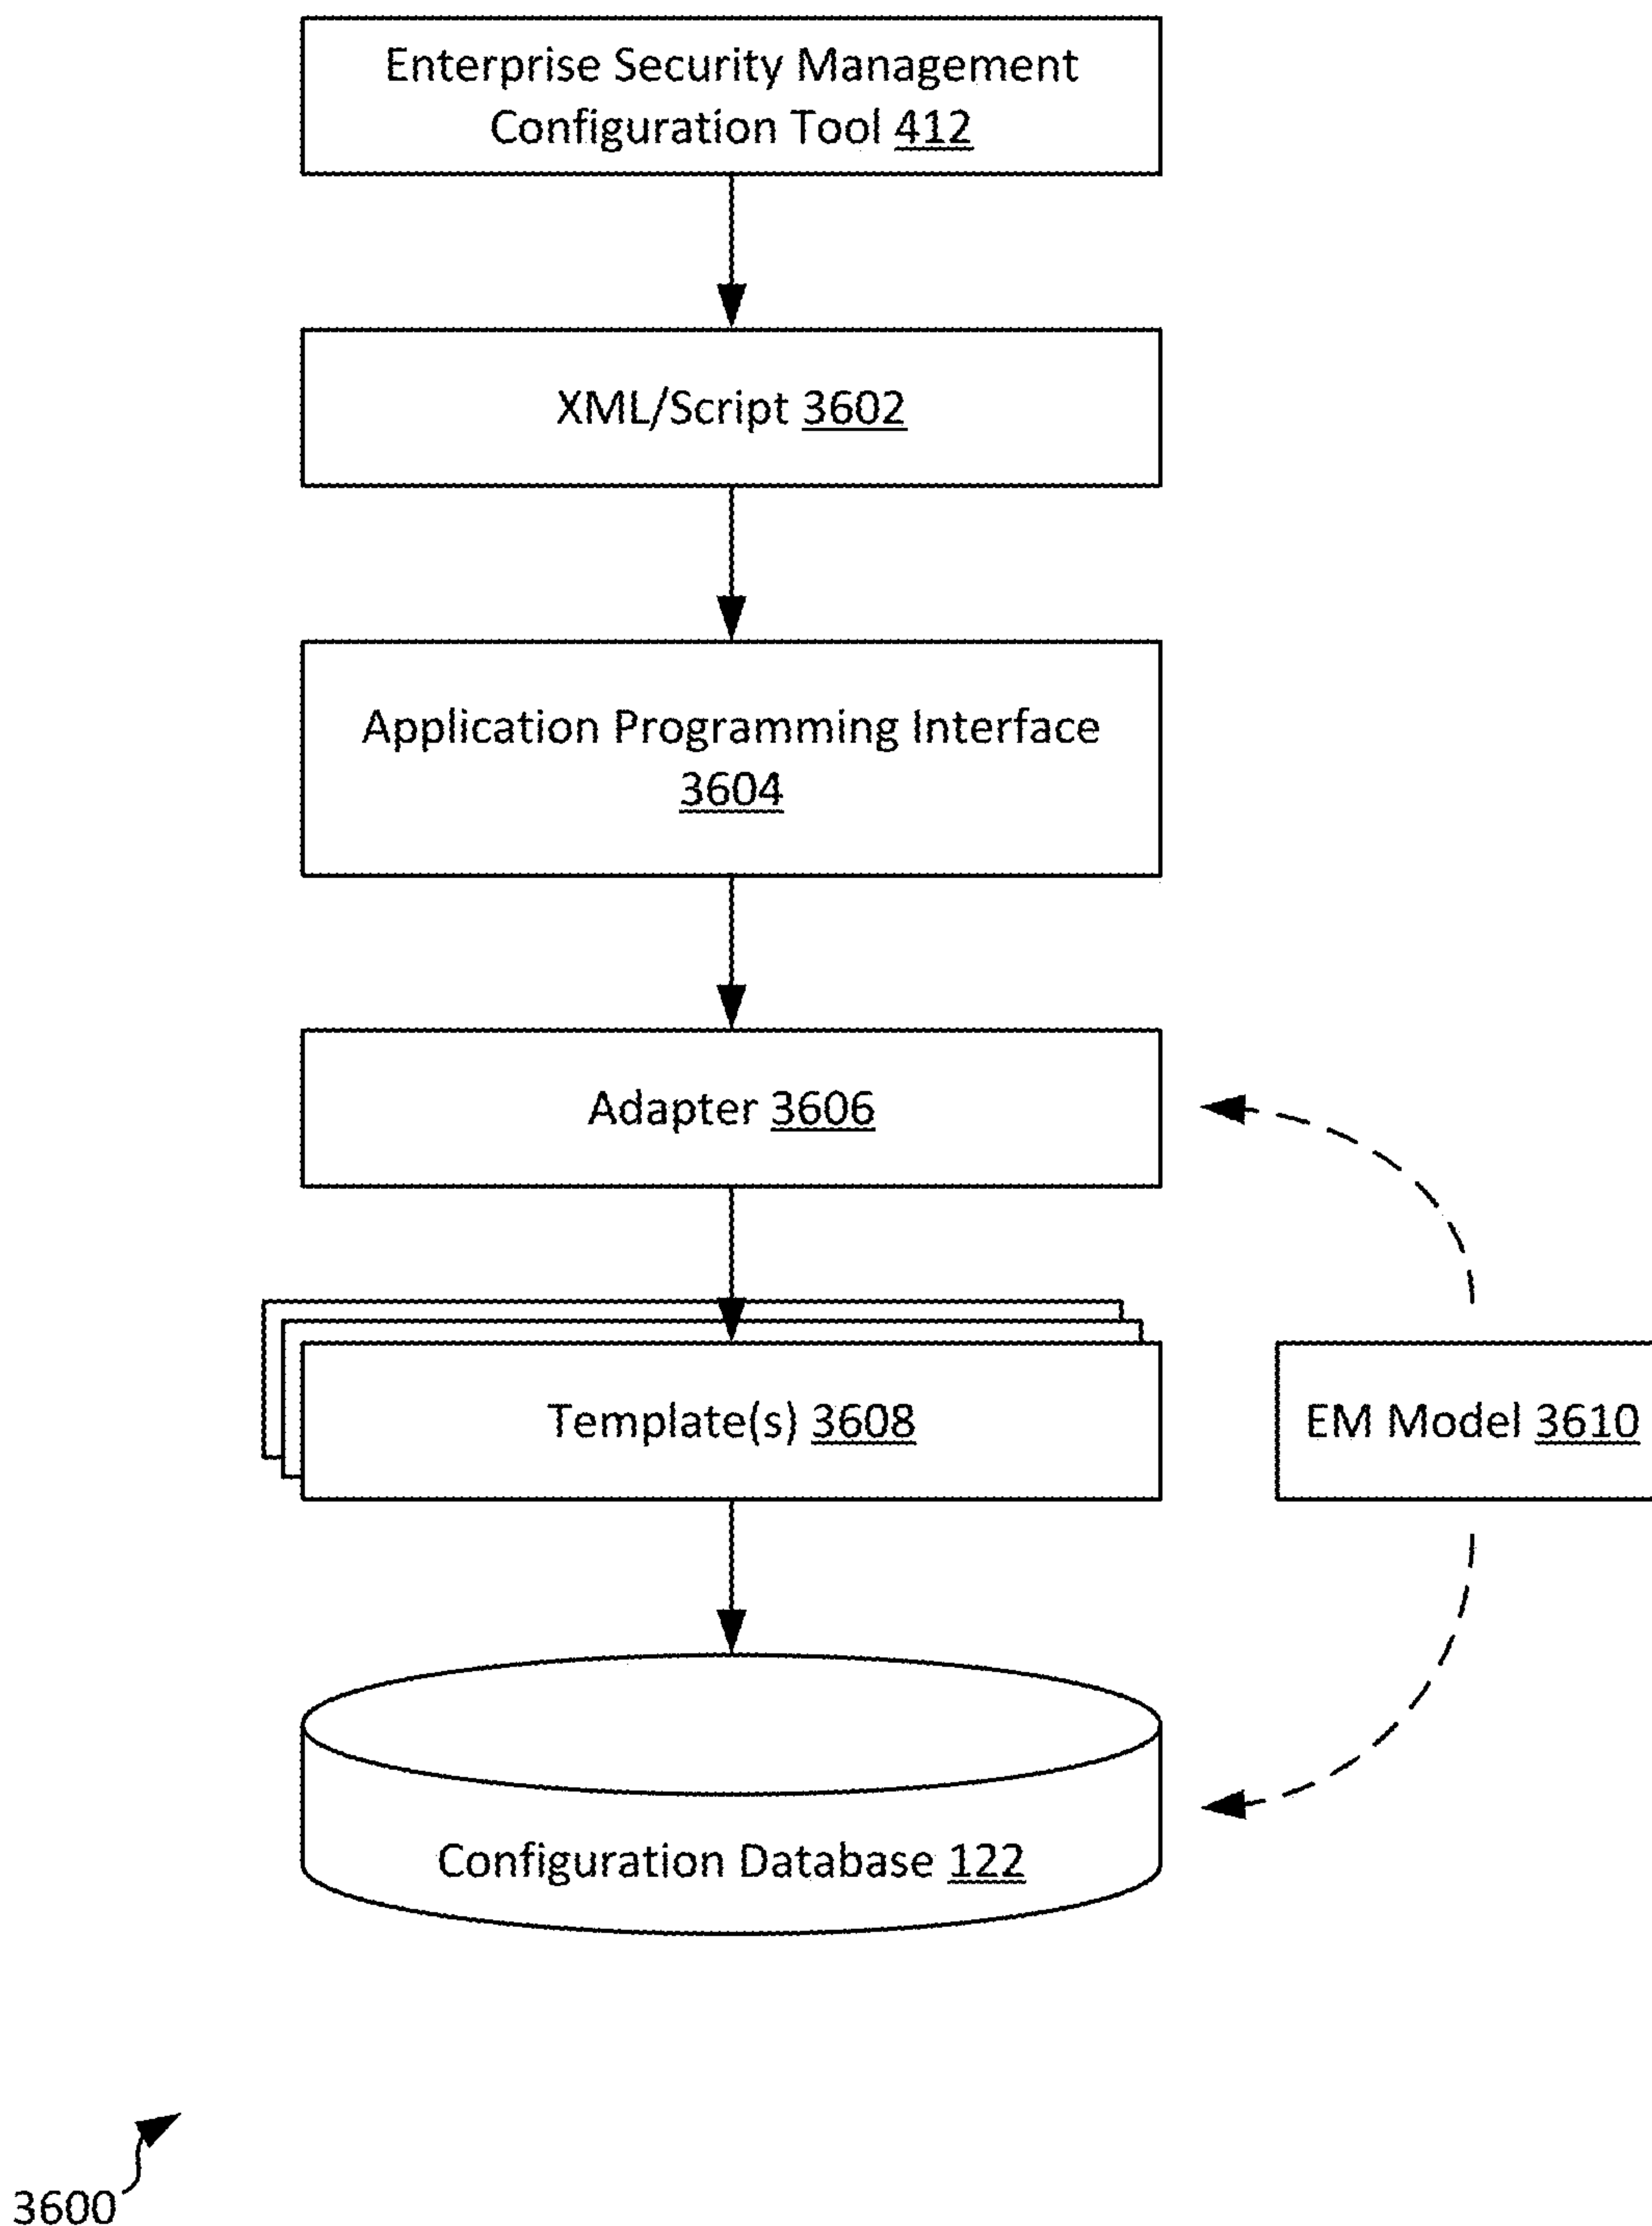 Enterprise Security Management
Configuration Tool 412
XML/Script 3602
Application Programming Interface
3604
Adapter 3606
Template(s) 3608
EM Model 3610
Configuration Database 122
3600